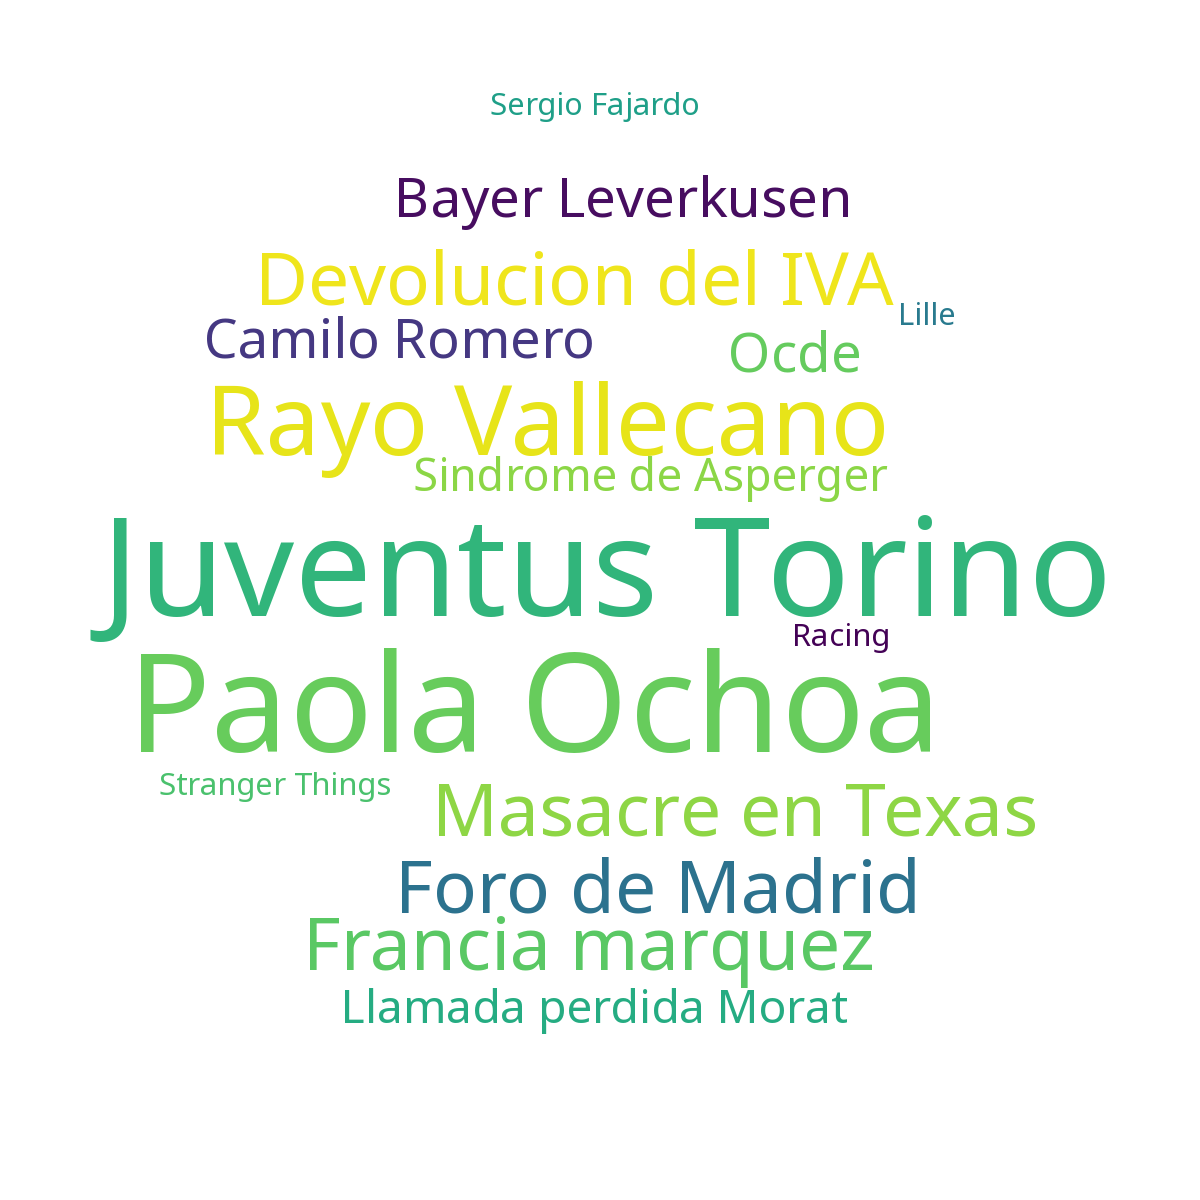 Sergio Fajardo
Bayer Leverkusen
Devolucion del IVA
Lille
Camilo Romero
Ocde
Rayo Vallecano
Sindrome de Asperger
Juventus Torino
Racing
Paola Ochoa
Stranger Things
Masacre en Texas
Foro de Madrid
Francia marquez
Llamada perdida Morat